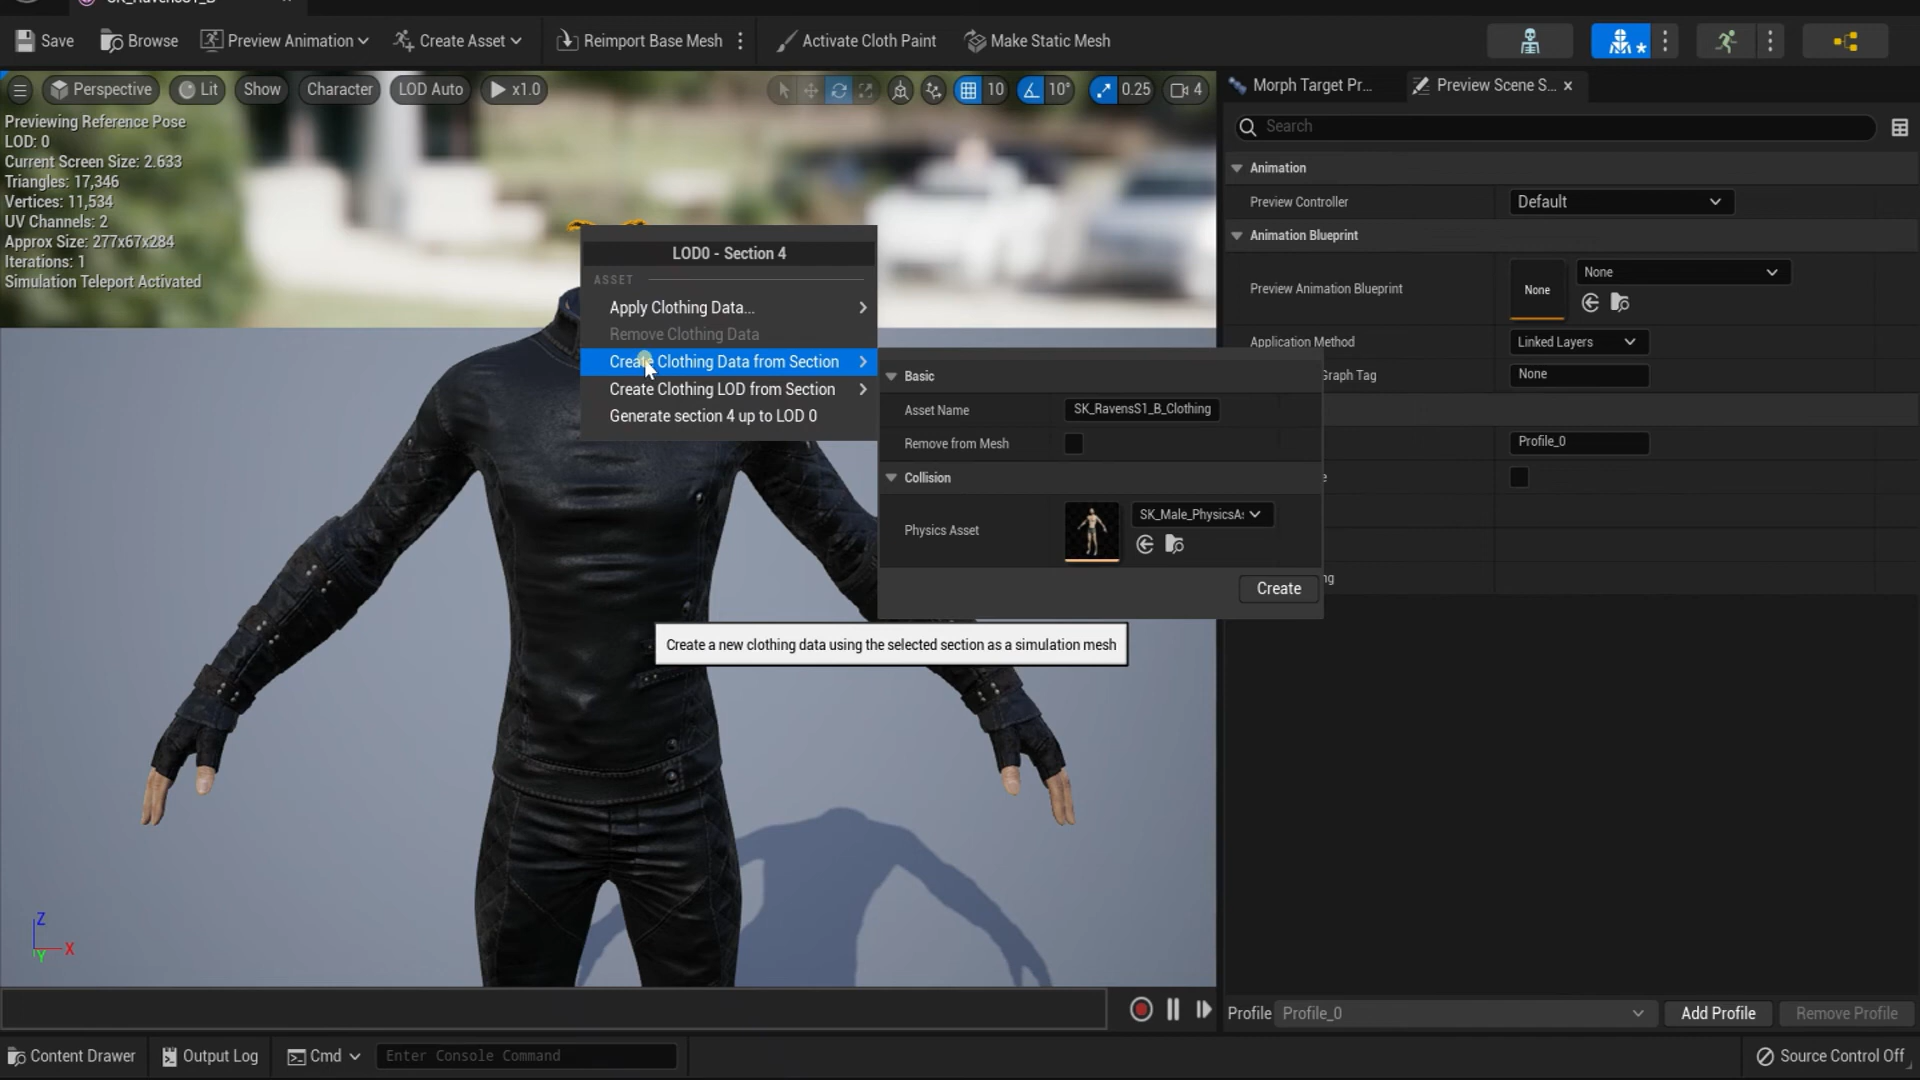 Save
Browse
Preview Animation
Create Asset
Reimport Base Mesh
Activate Cloth Paint
Make Static Mesh
Perspective
Lit
Show
Character
LOD Auto
x1.0
10
10°
0.25
4
Previewing Reference Pose
LOD: 0
Current Screen Size: 2.633
Triangles: 17,346
Vertices: 11,534
UV Channels: 2
Approx Size: 277x67x284
Iterations: 1
Simulation Teleport Activated
LOD0 - Section 4
ASSET
Apply Clothing Data...
Remove Clothing Data
Create Clothing Data from Section
Create Clothing LOD from Section
Generate section 4 up to LOD 0
Basic
Asset Name
SK_RavensS1_B_Clothing
Remove from Mesh
Collision
Physics Asset
SK_Male_PhysicsA
Create
Create a new clothing data using the selected section as a simulation mesh
Morph Target Pr...
Preview Scene S...
Search
Animation
Preview Controller
Default
Animation Blueprint
Preview Animation Blueprint
None
None
Application Method
Linked Layers
Graph Tag
None
Profile_0
Z
X
Y
Profile
Profile_0
Add Profile
Remove Profile
Content Drawer
Output Log
Cmd
Enter Console Command
Source Control Off